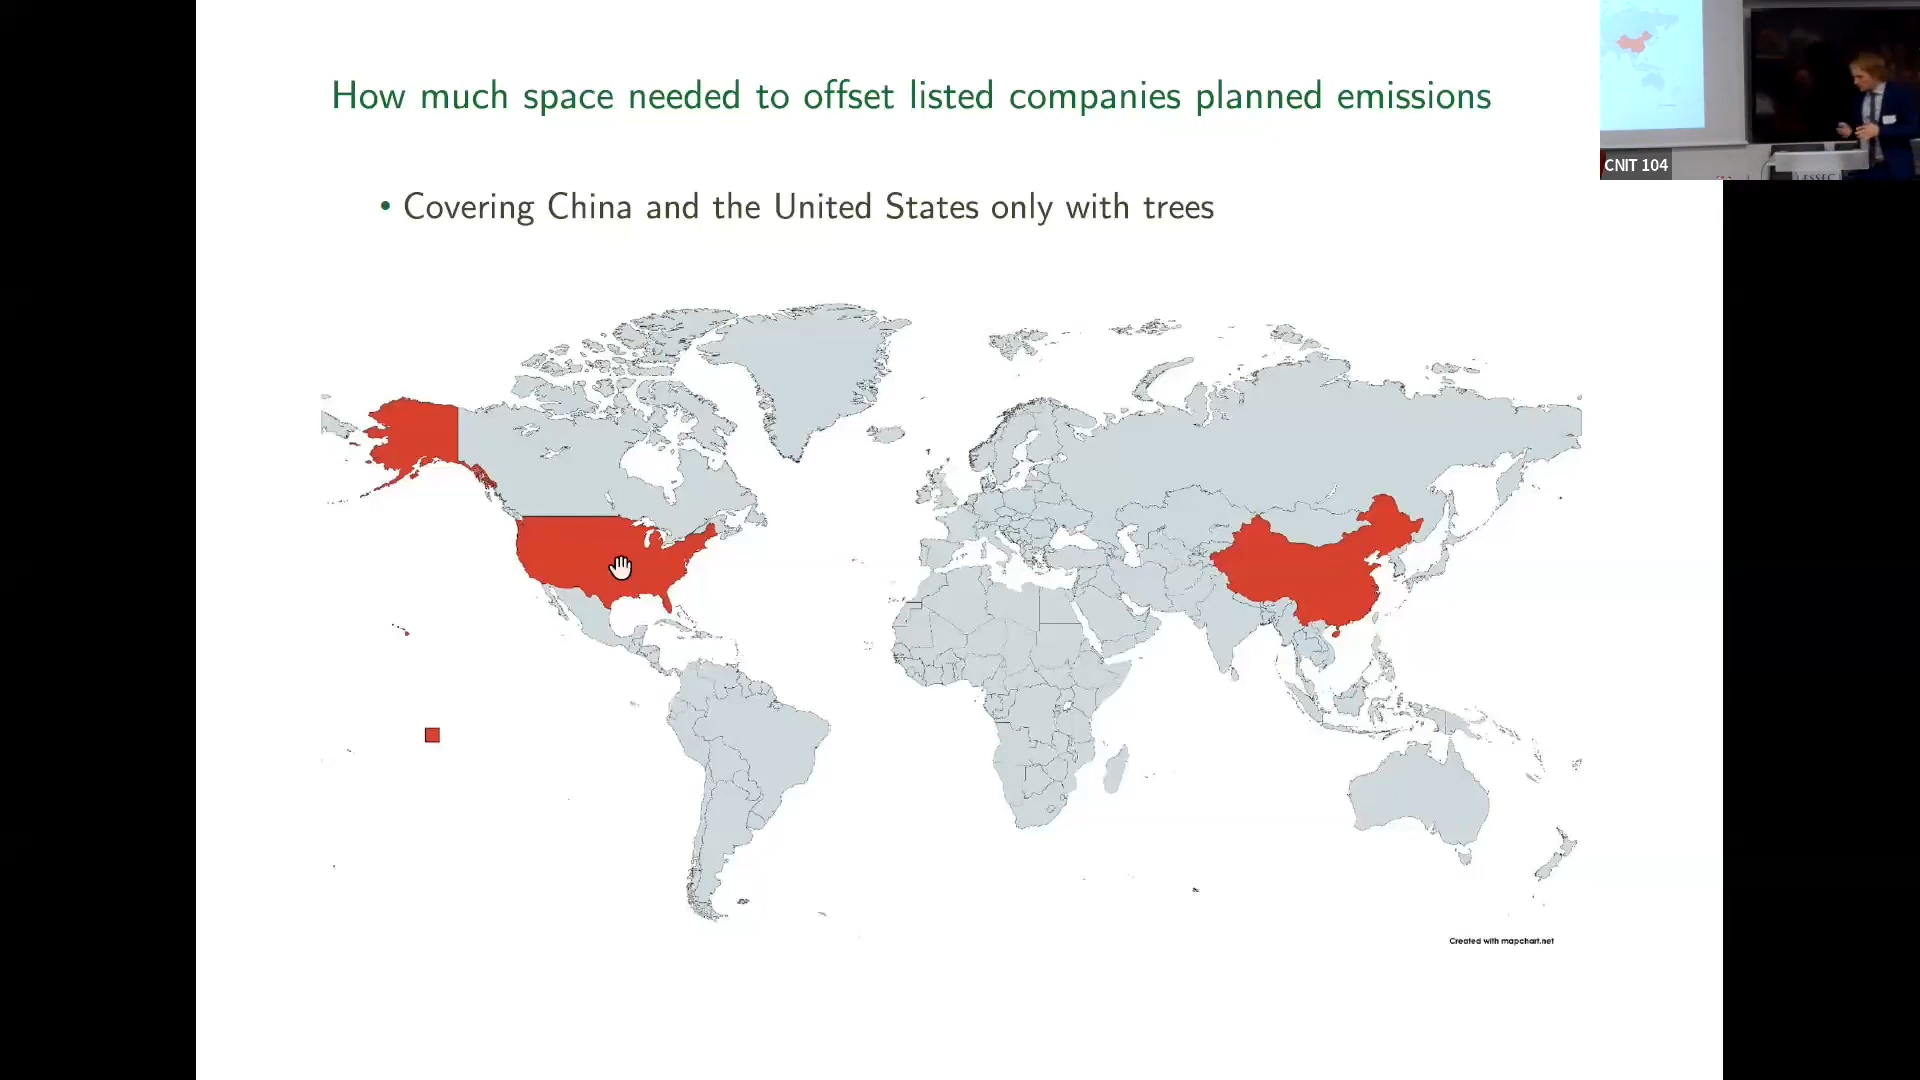 How much space needed to offset listed companies planned emissions
CNIT 104
• Covering China and the United States only with trees
ESSEC
Created with mapchart.net